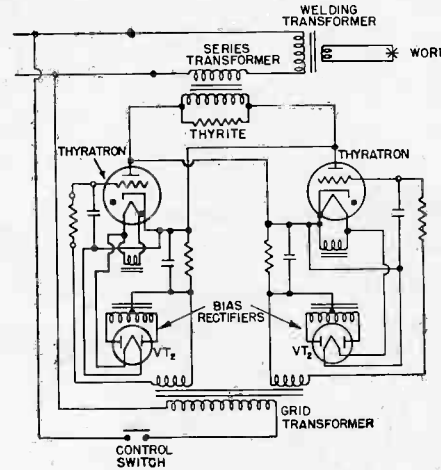 WELDING
TRANSFORMER
SERIES
TRANSFORMER
WORK
THYRITE
THYRATRON
THYRATRON
BIAS
RECTIFIERS
VT2
VT2
GRID
TRANSFORMER
CONTROL
SWITCH